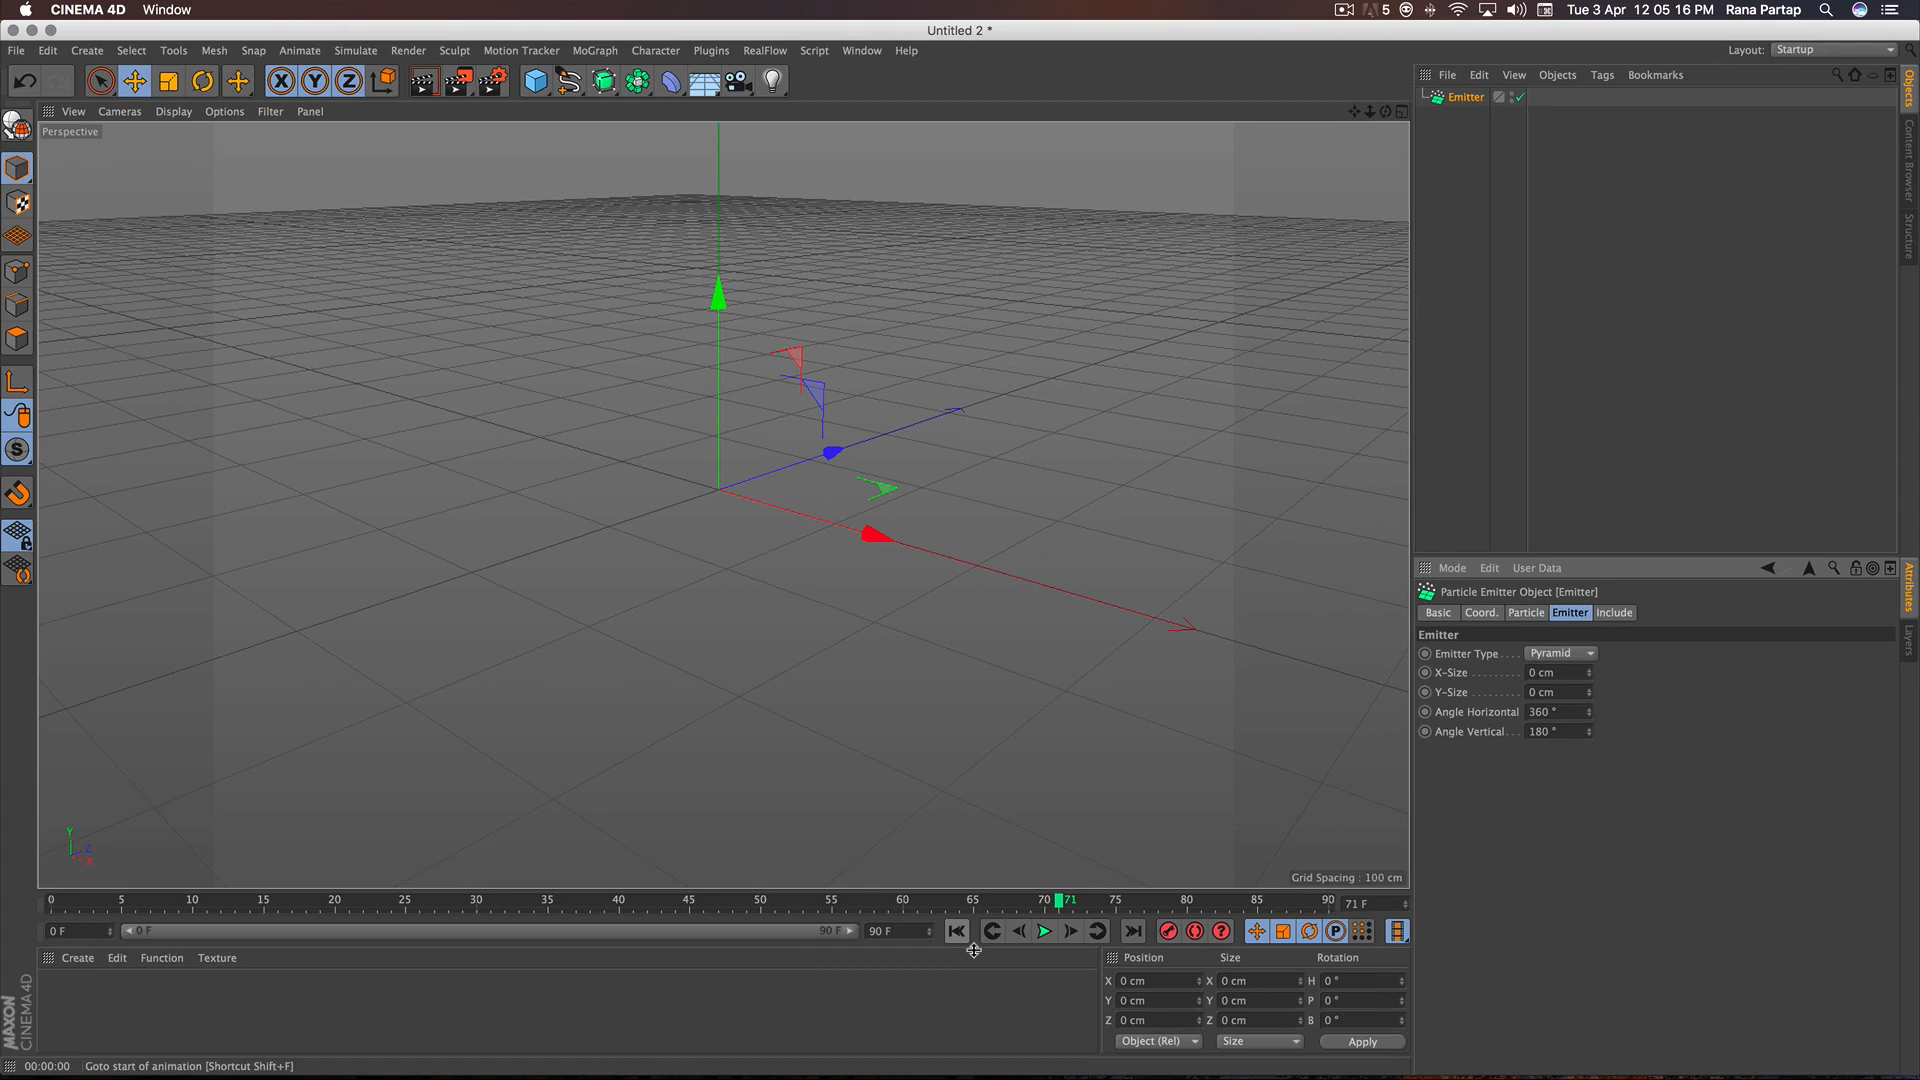 CINEMA 4D Window 5 Tue 3 Apr 12 05 16 PM Rana Partap
Untitled 2 *
File Edit Create Select Tools Mesh Snap Animate Simulate Render Sculpt Motion Tracker MoGraph Character Plugins RealFlow Script Window Help Layout: Startup
X Y Z
File Edit View Objects Tags Bookmarks
Emitter
View Cameras Display Options Filter Panel
Perspective
Objects
Content Browser
Structure
S
Mode Edit User Data
Particle Emitter Object [Emitter]
Basic Coord. Particle Emitter Include
Emitter
Emitter Type . . . . Pyramid
X-Size . . . . . . . . . 0 cm
Y-Size . . . . . . . . . 0 cm
Angle Horizontal 360 °
Angle Vertical. . . 180 °
Attributes
Layers
Y
Z
X
Grid Spacing : 100 cm
0 5 10 15 20 25 30 35 40 45 50 55 60 65 70 71 75 80 85 90 71 F
0 F 0 F 90 F 90 F ? P
Create Edit Function Texture
Position Size Rotation
X 0 cm X 0 cm H 0 °
Y 0 cm Y 0 cm P 0 °
Z 0 cm Z 0 cm B 0 °
Object (Rel) Size Apply
MAXON
CINEMA 4D
00:00:00 Goto start of animation [Shortcut Shift+F]